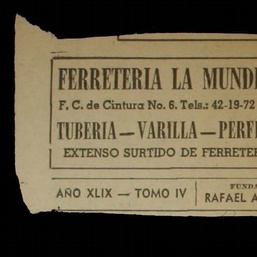 FERRETERIA LA MUNDI
F. C. de Cintura No. 6. Tels.: 42-19-72
TUBERIA—VARILLA—PERFI
EXTENSO SURTIDO DE FERRETER
AÑO XLIX — TOMO IV
FUNDA
RAFAEL A